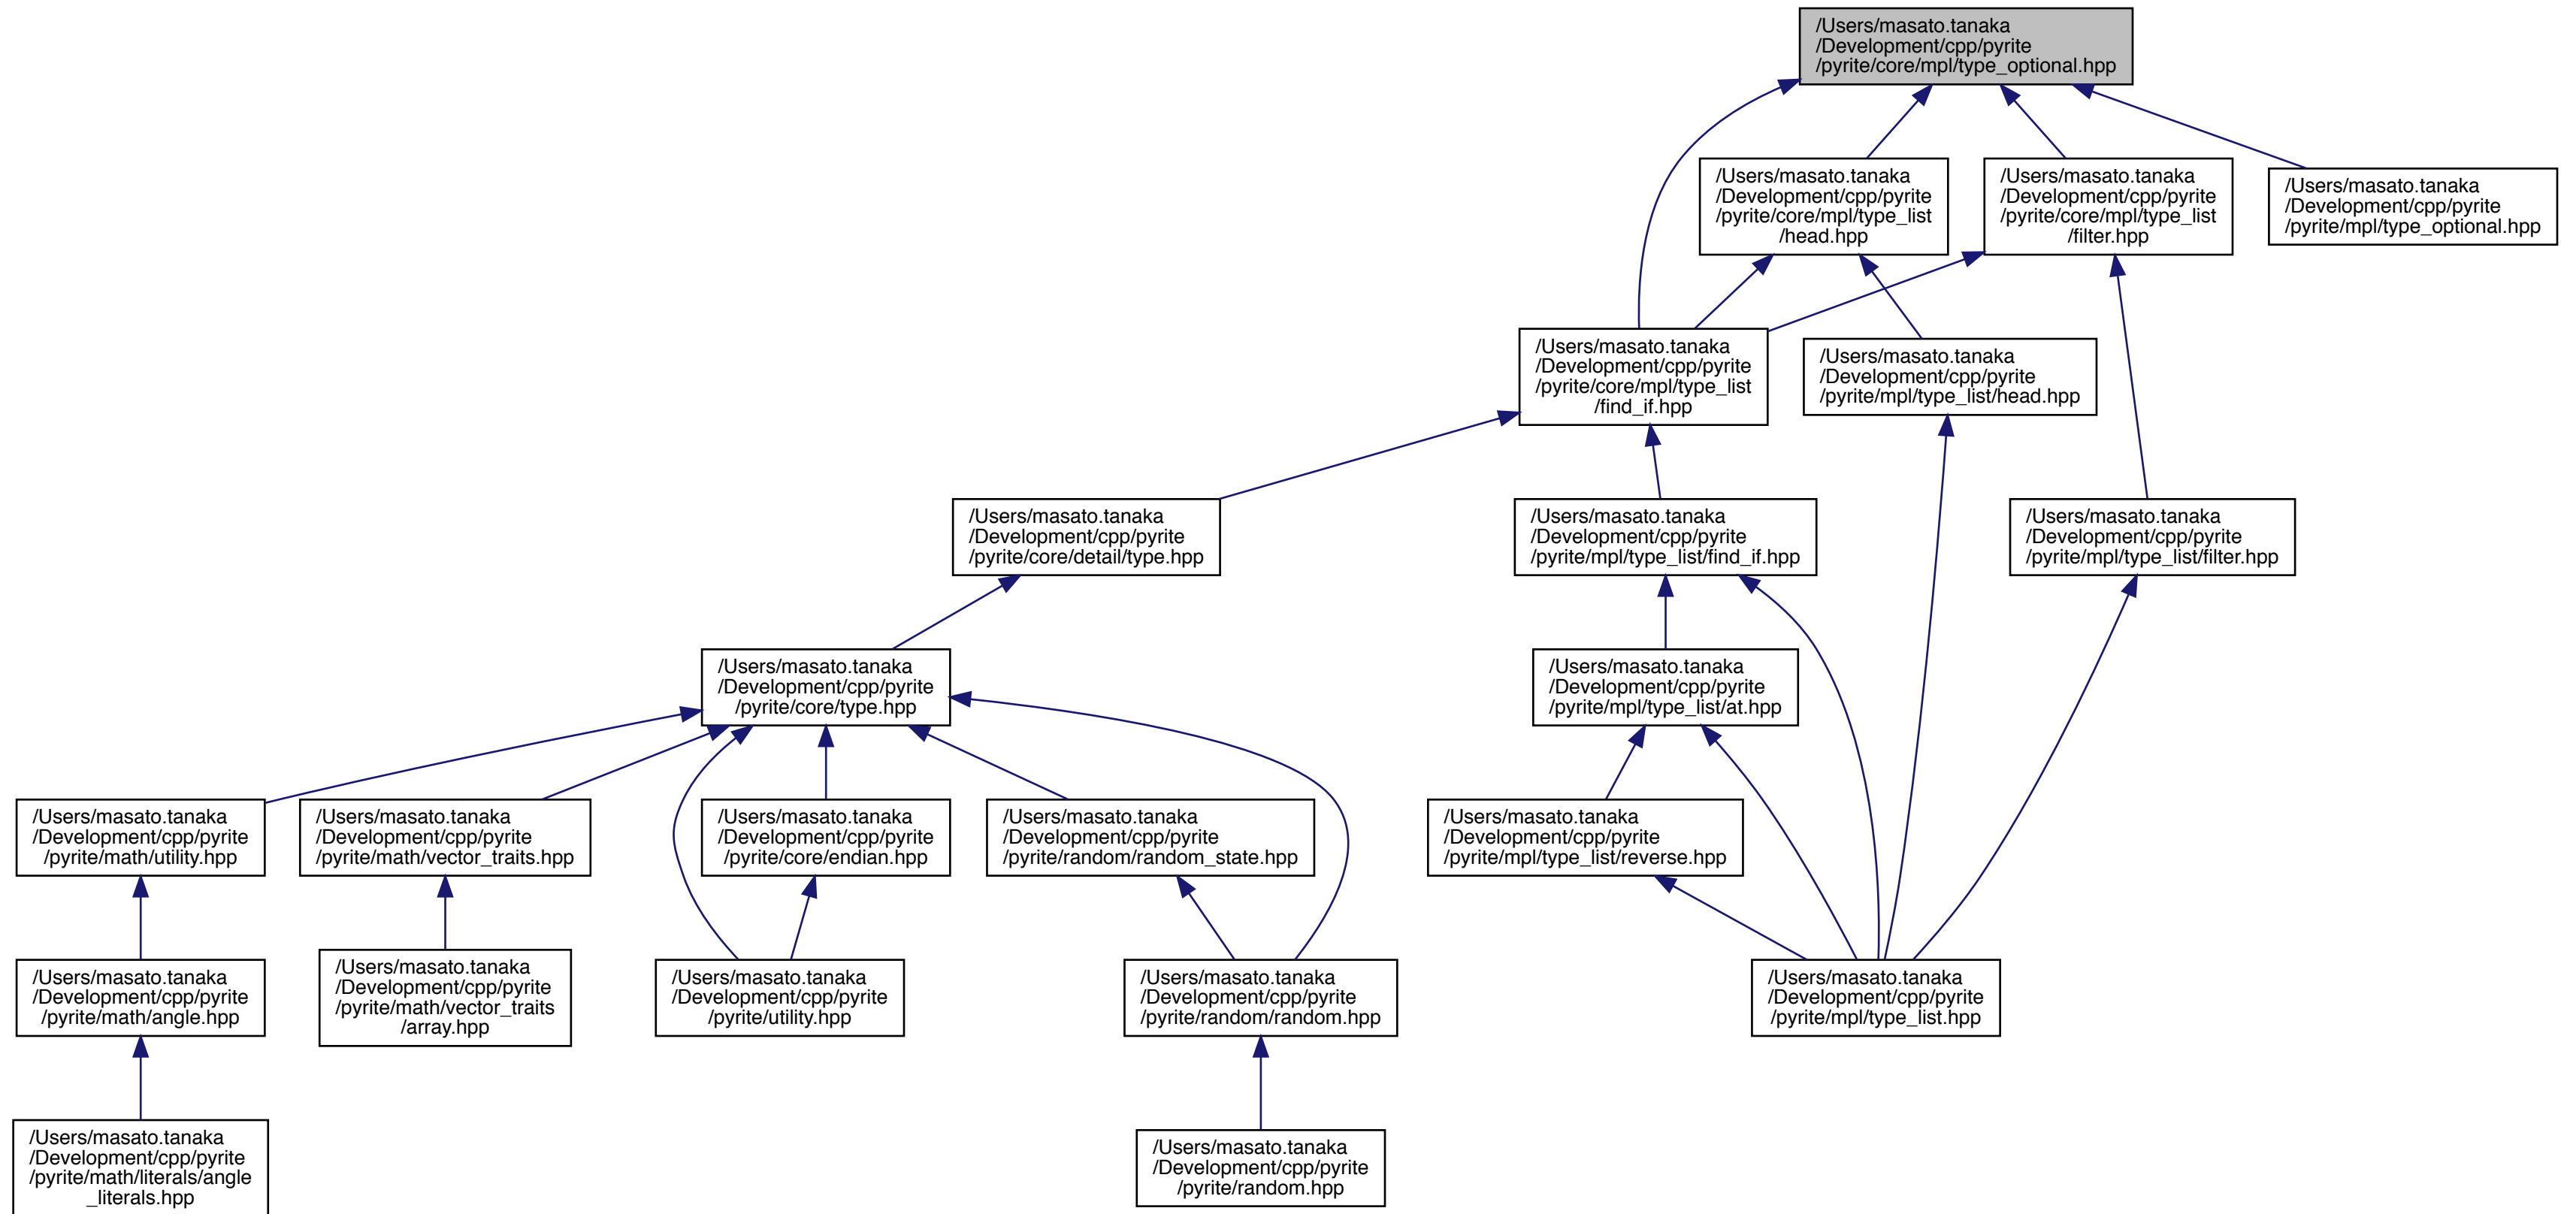 /Users/masato.tanaka
/Development/cpp/pyrite
/pyrite/core/mpl/type_optional.hpp
/Users/masato.tanaka
/Development/cpp/pyrite
/pyrite/core/mpl/type_list
/head.hpp
/Users/masato.tanaka
/Development/cpp/pyrite
/pyrite/core/mpl/type_list
/filter.hpp
/Users/masato.tanaka
/Development/cpp/pyrite
/pyrite/mpl/type_optional.hpp
/Users/masato.tanaka
/Development/cpp/pyrite
/pyrite/core/mpl/type_list
/find_if.hpp
/Users/masato.tanaka
/Development/cpp/pyrite
/pyrite/mpl/type_list/head.hpp
/Users/masato.tanaka
/Development/cpp/pyrite
/pyrite/core/detail/type.hpp
/Users/masato.tanaka
/Development/cpp/pyrite
/pyrite/mpl/type_list/find_if.hpp
/Users/masato.tanaka
/Development/cpp/pyrite
/pyrite/mpl/type_list/filter.hpp
/Users/masato.tanaka
/Development/cpp/pyrite
/pyrite/core/type.hpp
/Users/masato.tanaka
/Development/cpp/pyrite
/pyrite/mpl/type_list/at.hpp
/Users/masato.tanaka
/Development/cpp/pyrite
/pyrite/math/utility.hpp
/Users/masato.tanaka
/Development/cpp/pyrite
/pyrite/math/vector_traits.hpp
/Users/masato.tanaka
/Development/cpp/pyrite
/pyrite/core/endian.hpp
/Users/masato.tanaka
/Development/cpp/pyrite
/pyrite/random/random_state.hpp
/Users/masato.tanaka
/Development/cpp/pyrite
/pyrite/mpl/type_list/reverse.hpp
/Users/masato.tanaka
/Development/cpp/pyrite
/pyrite/math/angle.hpp
/Users/masato.tanaka
/Development/cpp/pyrite
/pyrite/math/vector_traits
/array.hpp
/Users/masato.tanaka
/Development/cpp/pyrite
/pyrite/utility.hpp
/Users/masato.tanaka
/Development/cpp/pyrite
/pyrite/random/random.hpp
/Users/masato.tanaka
/Development/cpp/pyrite
/pyrite/mpl/type_list.hpp
/Users/masato.tanaka
/Development/cpp/pyrite
/pyrite/math/literals/angle
_literals.hpp
/Users/masato.tanaka
/Development/cpp/pyrite
/pyrite/random.hpp